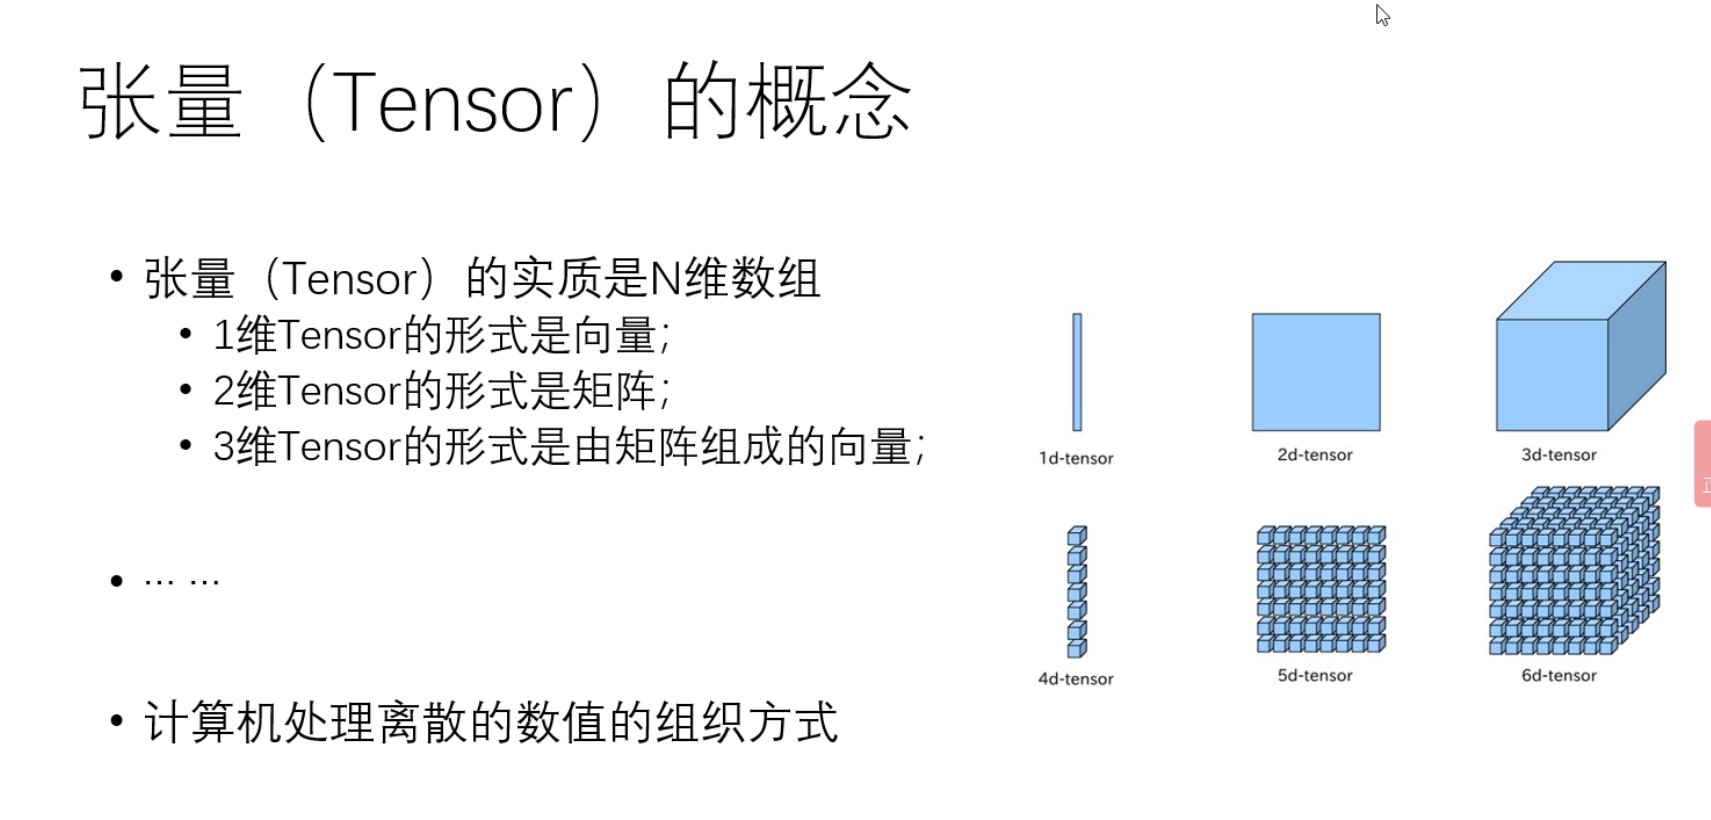 张量（Tensor）的概念
• 张量（Tensor）的实质是N维数组
• 1维Tensor的形式是向量；
• 2维Tensor的形式是矩阵；
• 3维Tensor的形式是由矩阵组成的向量；
• … …
• 计算机处理离散的数值的组织方式
1d-tensor
2d-tensor
3d-tensor
4d-tensor
5d-tensor
6d-tensor